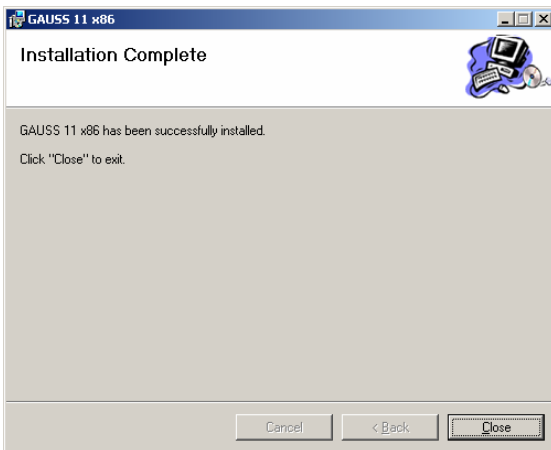 GAUSS 11 x86
Installation Complete
GAUSS 11 x86 has been successfully installed.
Click "Close" to exit.
Cancel
< Back
Close